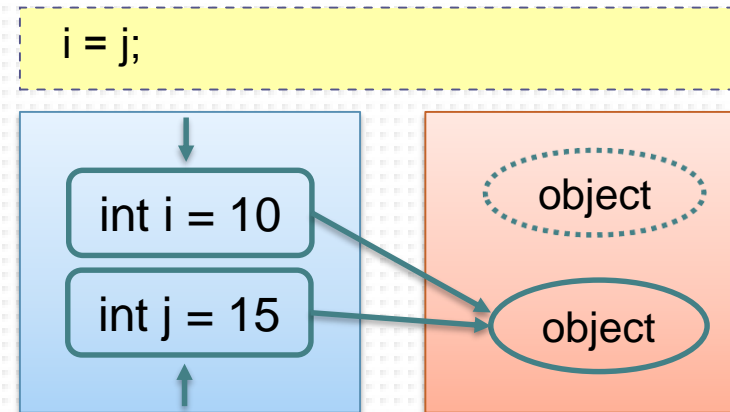 i = j;
int i = 10
object
int j = 15
object